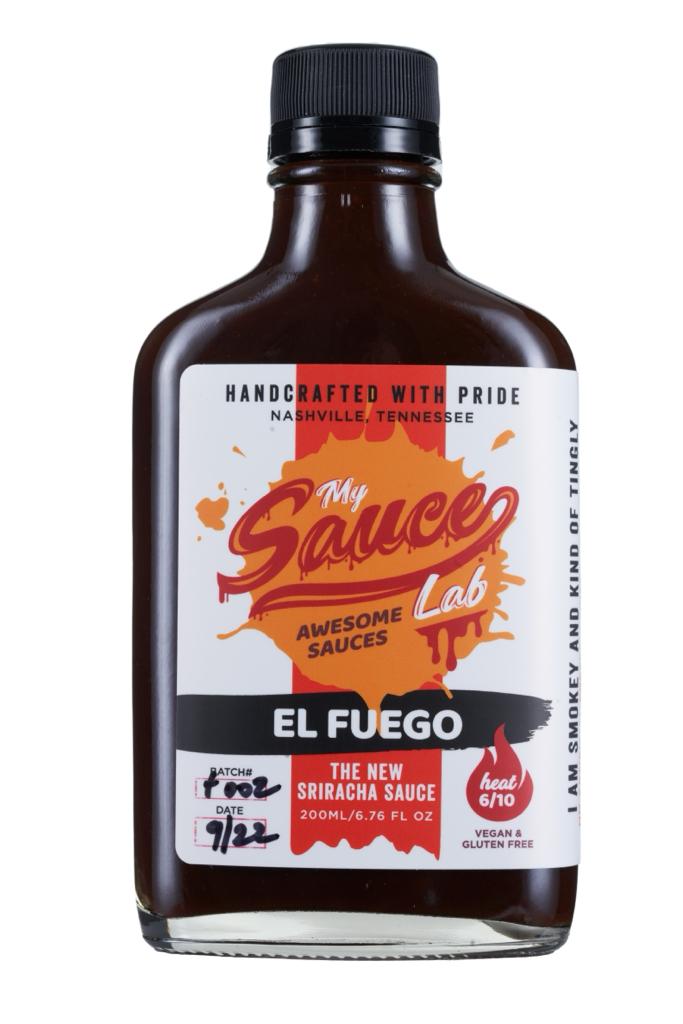 HANDCRAFTED WITH PRIDE
NASHVILLE, TENNESSEE
My
Sauce
Lab
AWESOME
SAUCES
EL FUEGO
BATCH#
F002
DATE
9/22
THE NEW
SRIRACHA SAUCE
200ML/6.76 FL OZ
heat
6/10
VEGAN &
GLUTEN FREE
I AM SMOKEY AND KIND OF TINGLY